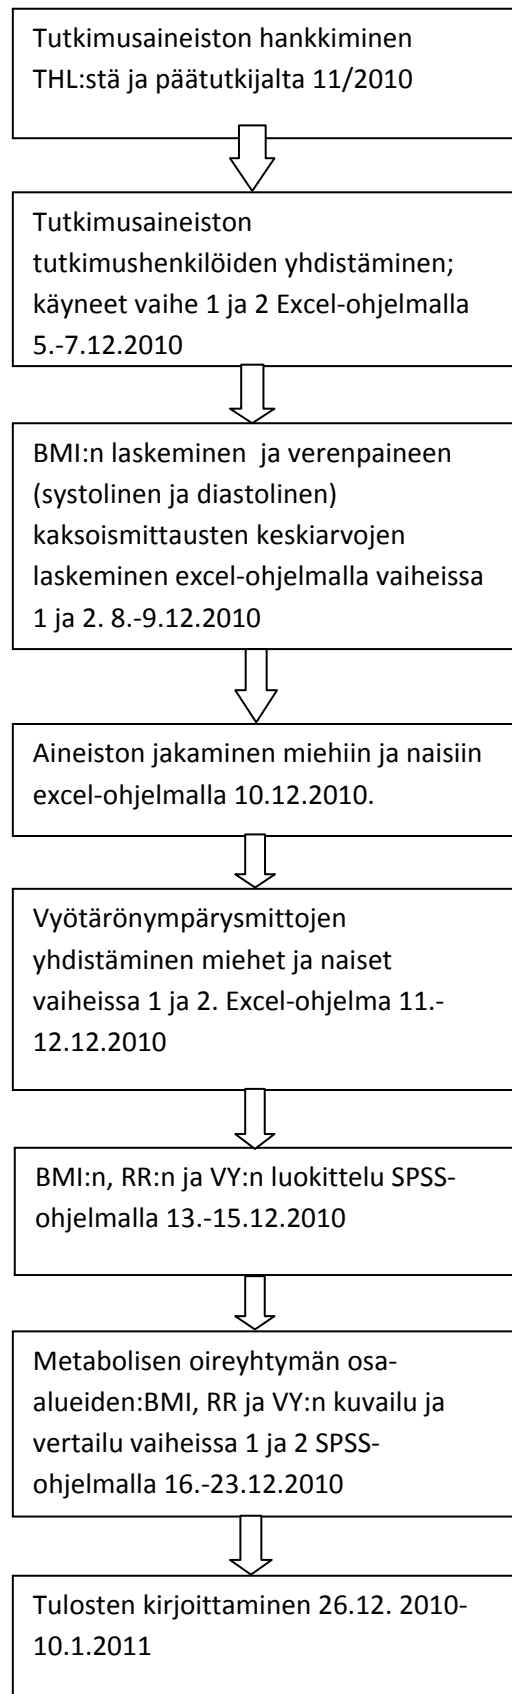 Tutkimusaineiston hankkiminen
THL:stä ja päätutkijalta 11/2010
Tutkimusaineiston
tutkimushenkilöiden yhdistäminen;
käyneet vaihe 1 ja 2 Excel-ohjelmalla
5.-7.12.2010
BMI:n laskeminen  ja verenpaineen
(systolinen ja diastolinen)
kaksoismittausten keskiarvojen
laskeminen excel-ohjelmalla vaiheissa
1 ja 2. 8.-9.12.2010
Aineiston jakaminen miehiin ja naisiin
excel-ohjelmalla 10.12.2010.
Vyötärönympärysmittojen
yhdistäminen miehet ja naiset
vaiheissa 1 ja 2. Excel-ohjelma 11.-
12.12.2010
BMI:n, RR:n ja VY:n luokittelu SPSS-
ohjelmalla 13.-15.12.2010
Metabolisen oireyhtymän osa-
alueiden:BMI, RR ja VY:n kuvailu ja
vertailu vaiheissa 1 ja 2 SPSS-
ohjelmalla 16.-23.12.2010
Tulosten kirjoittaminen 26.12. 2010-
10.1.2011